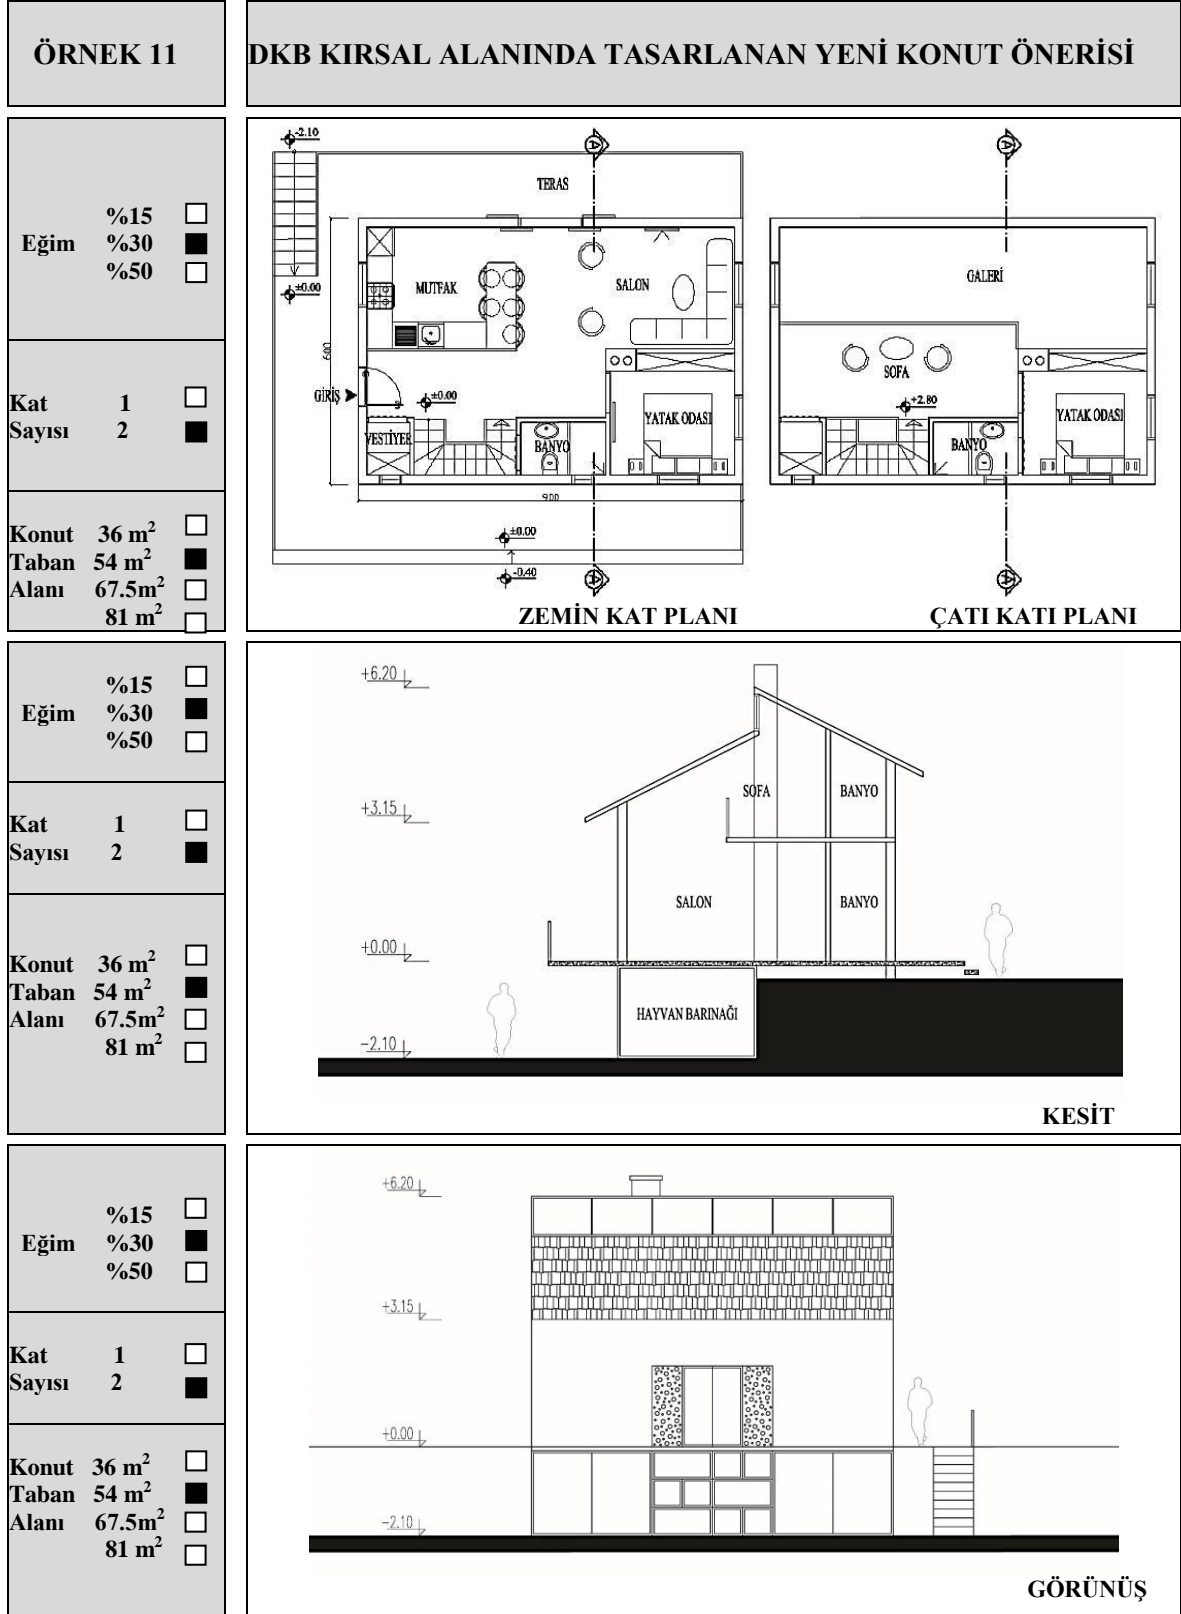 ÖRNEK 11
DKB KIRSAL ALANINDA TASARLANAN YENİ KONUT ÖNERİSİ
%15
Eğim %30
%50
Kat 1
Sayısı 2
Konut 36 m²
Taban 54 m²
Alanı 67.5m²
81 m²
-2.10
TERAS
±0.00
MUTFAK
SALON
600
GİRİŞ
±0.00
VESTİYER
BANYO
YATAK ODASI
900
±0.00
-0.40
A
A
ZEMİN KAT PLANI
A
GALERİ
SOFA
+2.80
BANYO
YATAK ODASI
A
ÇATI KATI PLANI
%15
Eğim %30
%50
Kat 1
Sayısı 2
Konut 36 m²
Taban 54 m²
Alanı 67.5m²
81 m²
+6.20
SOFA BANYO
+3.15
SALON BANYO
+0.00
HAYVAN BARINAĞI
-2.10
KESİT
%15
Eğim %30
%50
Kat 1
Sayısı 2
Konut 36 m²
Taban 54 m²
Alanı 67.5m²
81 m²
+6.20
+3.15
+0.00
-2.10
GÖRÜNÜŞ